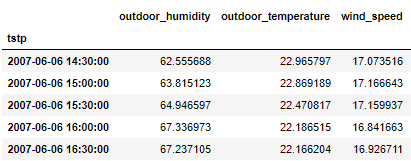 outdoor_humidity outdoor_temperature wind_speed
tstp
2007-06-06 14:30:00 62.555688 22.965797 17.073516
2007-06-06 15:00:00 63.815123 22.869189 17.166643
2007-06-06 15:30:00 64.946597 22.470817 17.159937
2007-06-06 16:00:00 67.336973 22.186515 16.841663
2007-06-06 16:30:00 67.237105 22.166204 16.926711